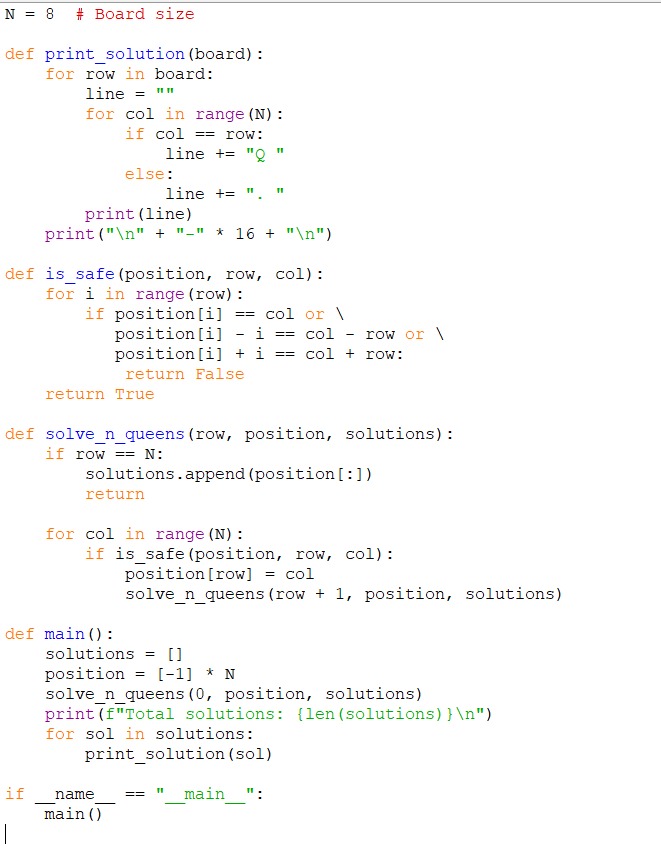 N = 8  # Board size

def print_solution(board):
    for row in board:
        line = ""
        for col in range(N):
            if col == row:
                line += "Q "
            else:
                line += ". "
        print(line)
    print("\n" + "-" * 16 + "\n")

def is_safe(position, row, col):
    for i in range(row):
        if position[i] == col or \
           position[i] - i == col - row or \
           position[i] + i == col + row:
            return False
    return True

def solve_n_queens(row, position, solutions):
    if row == N:
        solutions.append(position[:])
        return

    for col in range(N):
        if is_safe(position, row, col):
            position[row] = col
            solve_n_queens(row + 1, position, solutions)

def main():
    solutions = []
    position = [-1] * N
    solve_n_queens(0, position, solutions)
    print(f"Total solutions: {len(solutions)}\n")
    for sol in solutions:
        print_solution(sol)

if __name__ == "__main__":
    main()